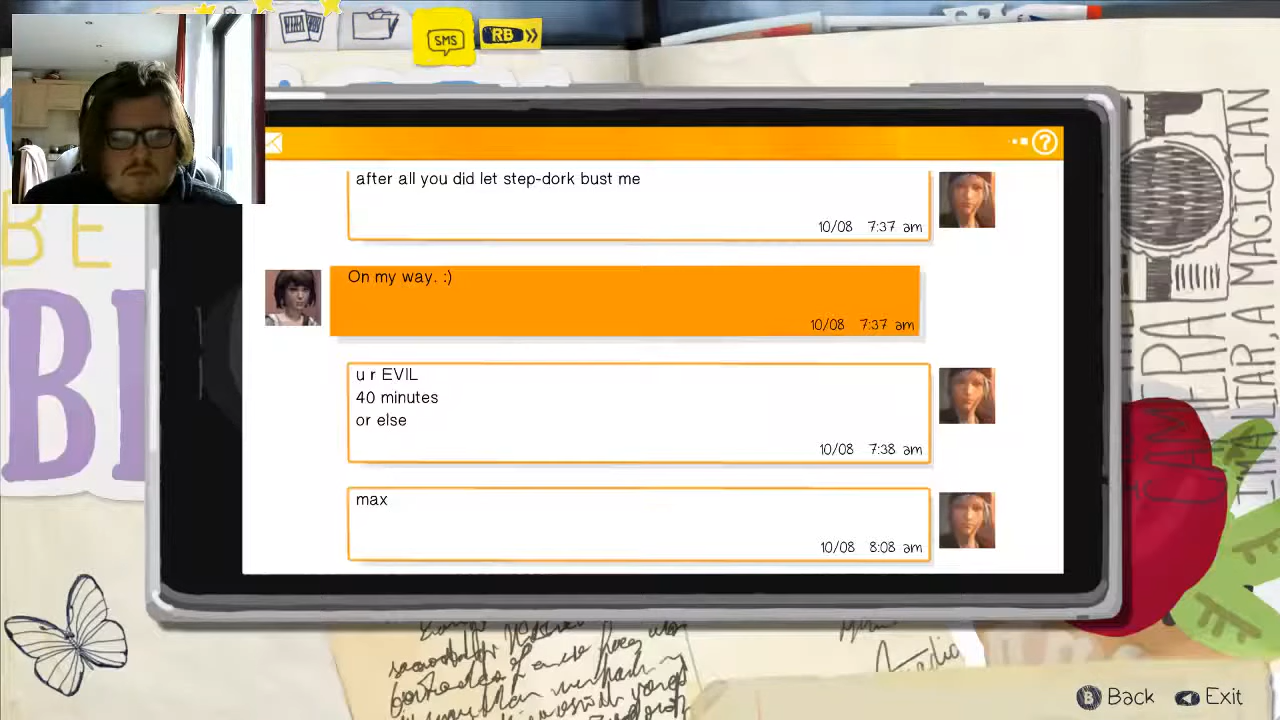 SMS
RB
after all you did let step-dork bust me
10/08 7:37 am
On my way. :)
10/08 7:37 am
u r EVIL
40 minutes
or else
10/08 7:38 am
max
10/08 8:08 am
BE
CAMERA
LIAR, A MAGICIAN
B Back
Exit